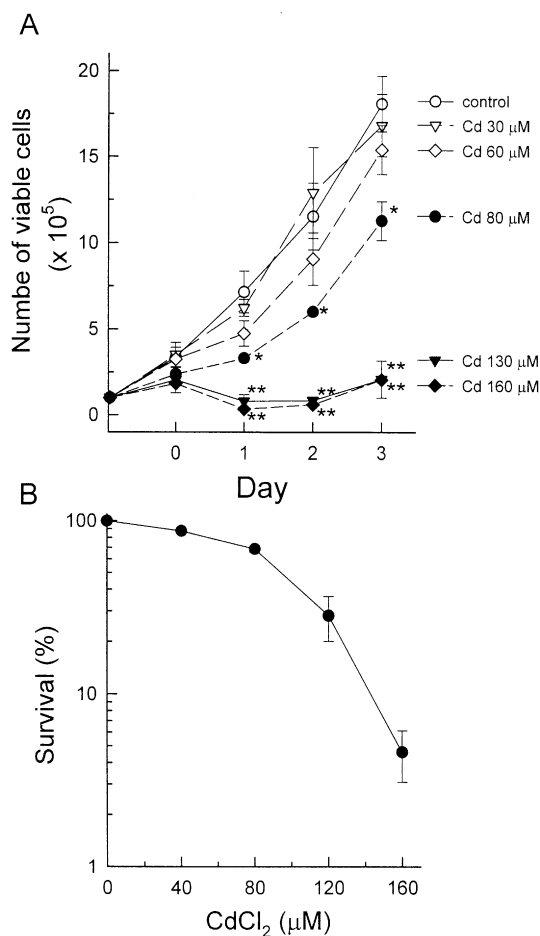 A
Numbe of viable cells
(x 10⁵)
20
15
10
5
0
control
Cd 30 μM
Cd 60 μM
Cd 80 μM
Cd 130 μM
Cd 160 μM
*
*
*
**
**
**
**
**
**
0 1 2 3
Day
B
Survival (%)
100
10
1
0 40 80 120 160
CdCl₂ (μM)